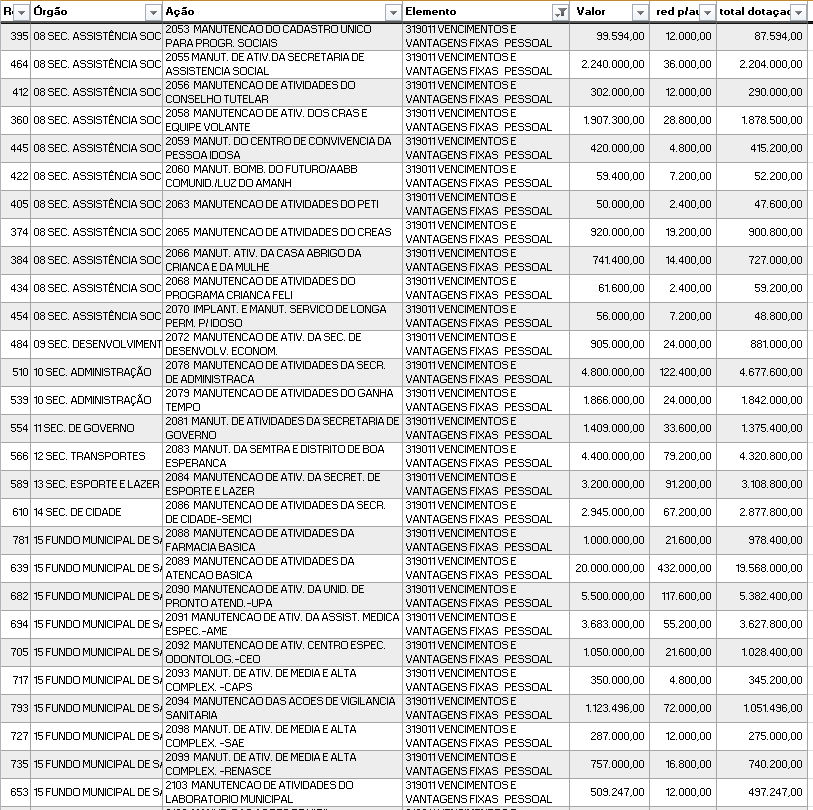 Órgão Ação Elemento Valor red p/au total dotaçao
395 08 SEC. ASSISTÊNCIA SOC 2053 MANUTENCAO DO CADASTRO UNICO PARA PROGR. SOCIAIS 319011 VENCIMENTOS E VANTAGENS FIXAS PESSOAL 99.594,00 12.000,00 87.594,00
464 08 SEC. ASSISTÊNCIA SOC 2055 MANUT. DE ATIV.DA SECRETARIA DE ASSISTENCIA SOCIAL 319011 VENCIMENTOS E VANTAGENS FIXAS PESSOAL 2.240.000,00 36.000,00 2.204.000,00
412 08 SEC. ASSISTÊNCIA SOC 2056 MANUTENCAO DE ATIVIDADES DO CONSELHO TUTELAR 319011 VENCIMENTOS E VANTAGENS FIXAS PESSOAL 302.000,00 12.000,00 290.000,00
360 08 SEC. ASSISTÊNCIA SOC 2058 MANUTENCAO DE ATIV. DOS CRAS E EQUIPE VOLANTE 319011 VENCIMENTOS E VANTAGENS FIXAS PESSOAL 1.907.300,00 28.800,00 1.878.500,00
445 08 SEC. ASSISTÊNCIA SOC 2059 MANUT. DO CENTRO DE CONVIVENCIA DA PESSOA IDOSA 319011 VENCIMENTOS E VANTAGENS FIXAS PESSOAL 420.000,00 4.800,00 415.200,00
422 08 SEC. ASSISTÊNCIA SOC 2060 MANUT. BOMB. DO FUTURO/AABB COMUNID./LUZ DO AMANH 319011 VENCIMENTOS E VANTAGENS FIXAS PESSOAL 59.400,00 7.200,00 52.200,00
405 08 SEC. ASSISTÊNCIA SOC 2063 MANUTENCAO DE ATIVIDADES DO PETI 319011 VENCIMENTOS E VANTAGENS FIXAS PESSOAL 50.000,00 2.400,00 47.600,00
374 08 SEC. ASSISTÊNCIA SOC 2065 MANUTENCAO DE ATIVIDADES DO CREAS 319011 VENCIMENTOS E VANTAGENS FIXAS PESSOAL 920.000,00 19.200,00 900.800,00
384 08 SEC. ASSISTÊNCIA SOC 2066 MANUT. ATIV. DA CASA ABRIGO DA CRIANCA E DA MULHE 319011 VENCIMENTOS E VANTAGENS FIXAS PESSOAL 741.400,00 14.400,00 727.000,00
434 08 SEC. ASSISTÊNCIA SOC 2068 MANUTENCAO DE ATIVIDADES DO PROGRAMA CRIANCA FELI 319011 VENCIMENTOS E VANTAGENS FIXAS PESSOAL 61.600,00 2.400,00 59.200,00
454 08 SEC. ASSISTÊNCIA SOC 2070 IMPLANT. E MANUT. SERVICO DE LONGA PERM. P/ IDOSO 319011 VENCIMENTOS E VANTAGENS FIXAS PESSOAL 56.000,00 7.200,00 48.800,00
484 09 SEC. DESENVOLVIMENT 2072 MANUTENCAO DE ATIV. DA SEC. DE DESENVOLV. ECONOM. 319011 VENCIMENTOS E VANTAGENS FIXAS PESSOAL 905.000,00 24.000,00 881.000,00
510 10 SEC. ADMINISTRAÇÃO 2078 MANUTENCAO DE ATIVIDADES DA SECR. DE ADMINISTRACA 319011 VENCIMENTOS E VANTAGENS FIXAS PESSOAL 4.800.000,00 122.400,00 4.677.600,00
539 10 SEC. ADMINISTRAÇÃO 2079 MANUTENCAO DE ATIVIDADES DO GANHA TEMPO 319011 VENCIMENTOS E VANTAGENS FIXAS PESSOAL 1.866.000,00 24.000,00 1.842.000,00
554 11 SEC. DE GOVERNO 2081 MANUT. DE ATIVIDADES DA SECRETARIA DE GOVERNO 319011 VENCIMENTOS E VANTAGENS FIXAS PESSOAL 1.409.000,00 33.600,00 1.375.400,00
566 12 SEC. TRANSPORTES 2083 MANUT. DA SEMTRA E DISTRITO DE BOA ESPERANCA 319011 VENCIMENTOS E VANTAGENS FIXAS PESSOAL 4.400.000,00 79.200,00 4.320.800,00
589 13 SEC. ESPORTE E LAZER 2084 MANUTENCAO DE ATIV. DA SECRET. DE ESPORTE E LAZER 319011 VENCIMENTOS E VANTAGENS FIXAS PESSOAL 3.200.000,00 91.200,00 3.108.800,00
610 14 SEC. DE CIDADE 2086 MANUTENCAO DE ATIVIDADES DA SECR. DE CIDADE-SEMCI 319011 VENCIMENTOS E VANTAGENS FIXAS PESSOAL 2.945.000,00 67.200,00 2.877.800,00
781 15 FUNDO MUNICIPAL DE SA 2088 MANUTENCAO DE ATIVIDADES DA FARMACIA BASICA 319011 VENCIMENTOS E VANTAGENS FIXAS PESSOAL 1.000.000,00 21.600,00 978.400,00
639 15 FUNDO MUNICIPAL DE SA 2089 MANUTENCAO DE ATIVIDADES DA ATENCAO BASICA 319011 VENCIMENTOS E VANTAGENS FIXAS PESSOAL 20.000.000,00 432.000,00 19.568.000,00
682 15 FUNDO MUNICIPAL DE SA 2090 MANUTENCAO DE ATIV. DA UNID. DE PRONTO ATEND.-UPA 319011 VENCIMENTOS E VANTAGENS FIXAS PESSOAL 5.500.000,00 117.600,00 5.382.400,00
694 15 FUNDO MUNICIPAL DE SA 2091 MANUTENCAO DE ATIV. DA ASSIST. MEDICA ESPEC.-AME 319011 VENCIMENTOS E VANTAGENS FIXAS PESSOAL 3.683.000,00 55.200,00 3.627.800,00
705 15 FUNDO MUNICIPAL DE SA 2092 MANUTENCAO DE ATIV. CENTRO ESPEC. ODONTOLOG.-CEO 319011 VENCIMENTOS E VANTAGENS FIXAS PESSOAL 1.050.000,00 21.600,00 1.028.400,00
717 15 FUNDO MUNICIPAL DE SA 2093 MANUT. DE ATIV. DE MEDIA E ALTA COMPLEX. -CAPS 319011 VENCIMENTOS E VANTAGENS FIXAS PESSOAL 350.000,00 4.800,00 345.200,00
793 15 FUNDO MUNICIPAL DE SA 2094 MANUTENCAO DAS ACOES DE VIGILANCIA SANITARIA 319011 VENCIMENTOS E VANTAGENS FIXAS PESSOAL 1.123.496,00 72.000,00 1.051.496,00
727 15 FUNDO MUNICIPAL DE SA 2098 MANUT. DE ATIV. DE MEDIA E ALTA COMPLEX. -SAE 319011 VENCIMENTOS E VANTAGENS FIXAS PESSOAL 287.000,00 12.000,00 275.000,00
735 15 FUNDO MUNICIPAL DE SA 2099 MANUT. DE ATIV. DE MEDIA E ALTA COMPLEX. -RENASCE 319011 VENCIMENTOS E VANTAGENS FIXAS PESSOAL 757.000,00 16.800,00 740.200,00
653 15 FUNDO MUNICIPAL DE SA 2103 MANUTENCAO DE ATIVIDADES DO LABORATORIO MUNICIPAL 319011 VENCIMENTOS E VANTAGENS FIXAS PESSOAL 509.247,00 12.000,00 497.247,00